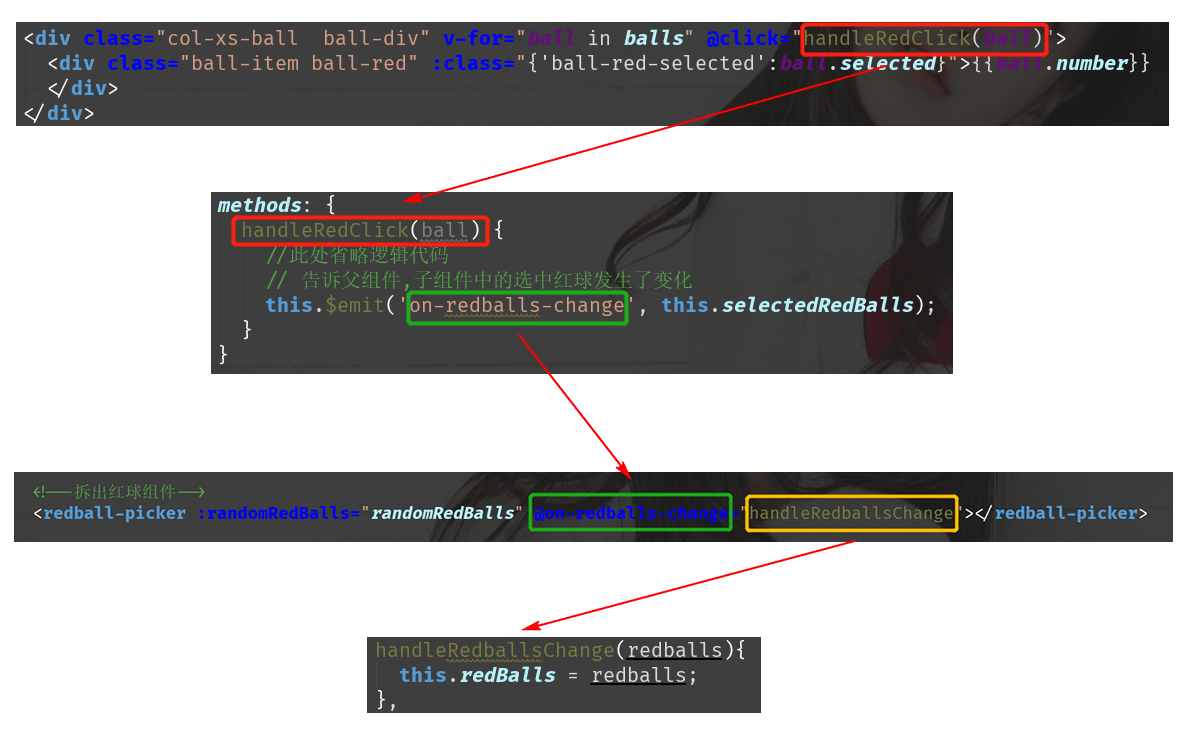 <div class="col-xs-ball  ball-div" v-for="ball in balls" @click="handleRedClick(ball)">
<div class="ball-item ball-red" :class="{'ball-red-selected':ball.selected}">{{ball.number}}
</div>
</div>
methods: {
handleRedClick(ball) {
//此处省略逻辑代码
// 告诉父组件,子组件中的选中红球发生了变化
this.$emit('on-redballs-change', this.selectedRedBalls);
}
}
<!--拆出红球组件-->
<redball-picker :randomRedBalls="randomRedBalls" @on-redballs-change="handleRedballsChange"></redball-picker>
handleRedballsChange(redballs){
this.redBalls = redballs;
},